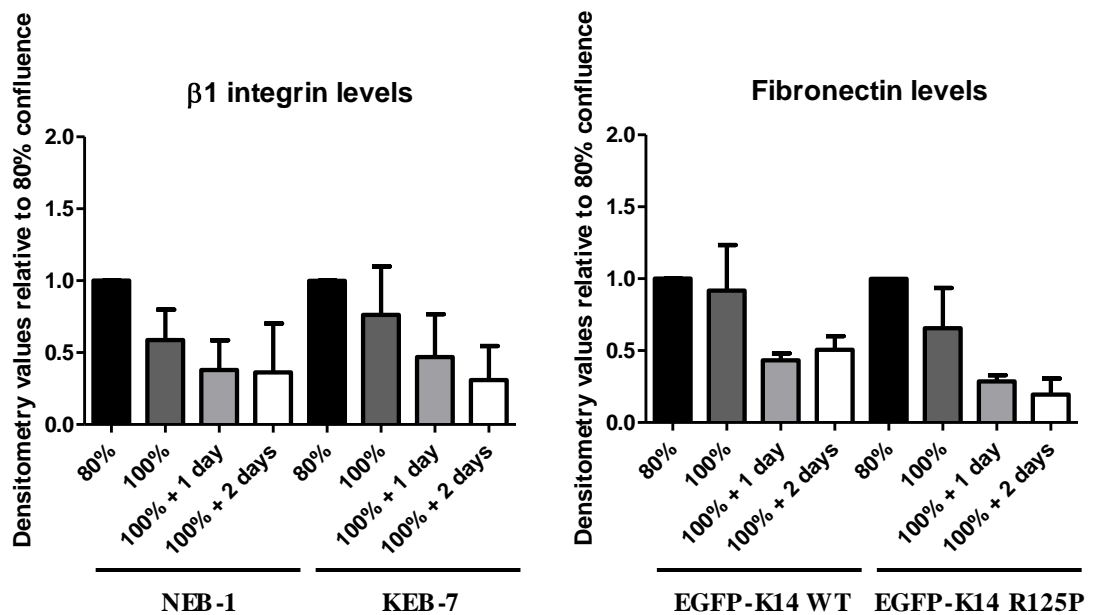 β1 integrin levels
Densitometry values relative to 80% confluence
2.0
1.5
1.0
0.5
0.0
80%
100%
100% + 1 day
100% + 2 days
80%
100%
100% + 1 day
100% + 2 days
NEB-1
KEB-7
Fibronectin levels
Densitometry values relative to 80% confluence
2.0
1.5
1.0
0.5
0.0
80%
100%
100% + 1 day
100% + 2 days
80%
100%
100% + 1 day
100% + 2 days
EGFP-K14 WT
EGFP-K14 R125P